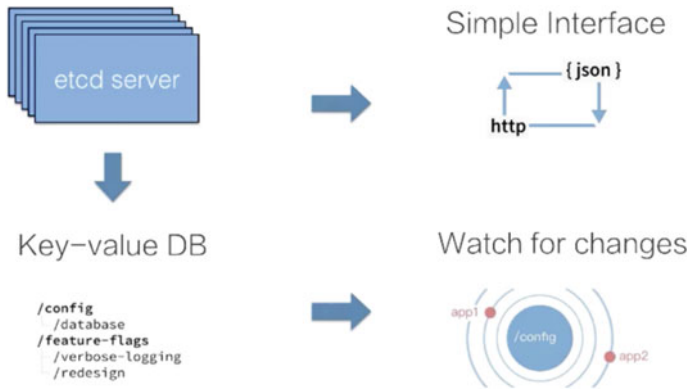 etcd server
Simple Interface
{ json }
http
Key-value DB
/config
/database
/feature-flags
/verbose-logging
/redesign
Watch for changes
app1
/config
app2